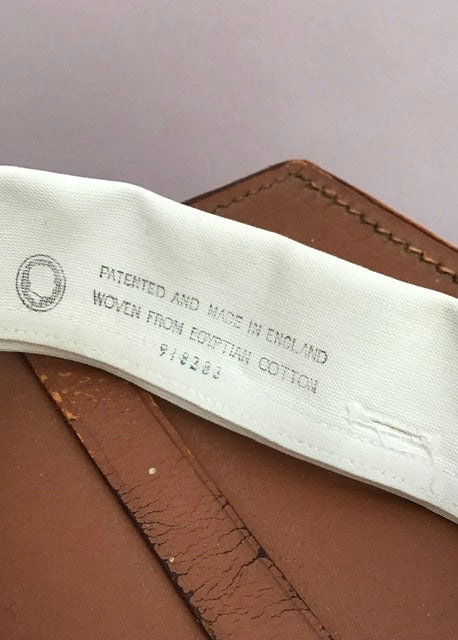 PATENTED AND MADE IN ENGLAND
WOVEN FROM EGYPTIAN COTTON
918283